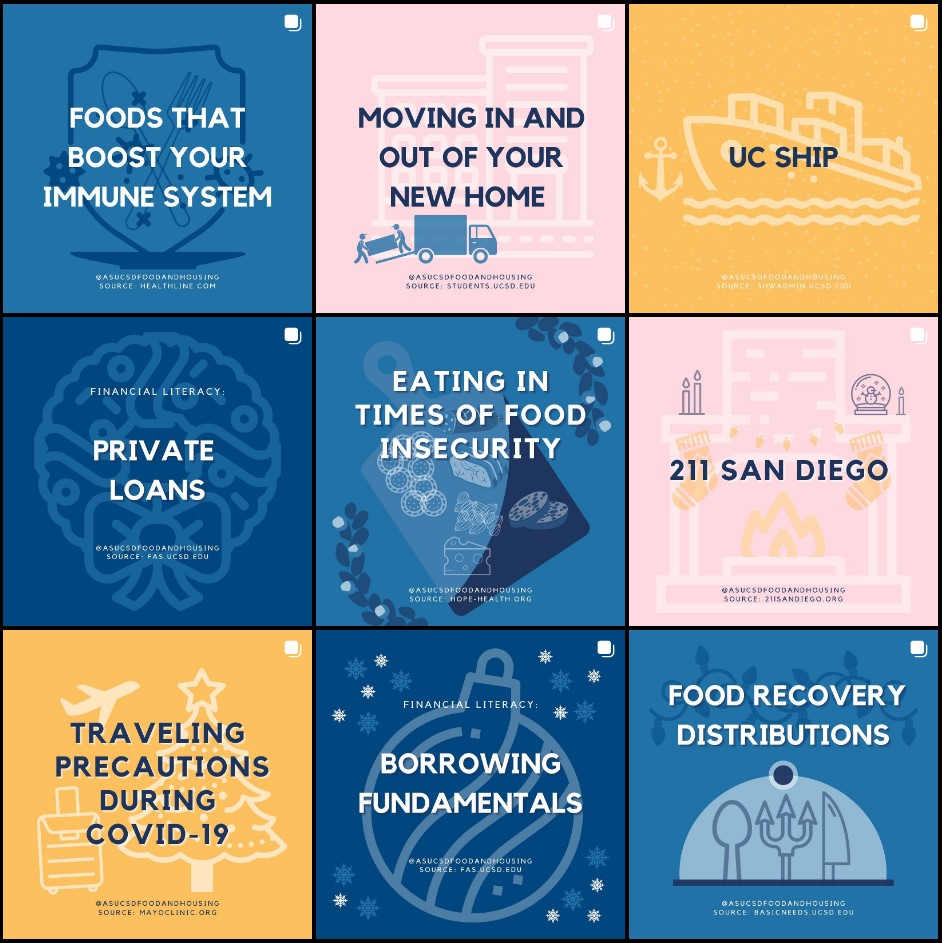 FOODS THAT
BOOST YOUR
IMMUNE SYSTEM
@ASUCSDFOODANDHOUSING
SOURCE: HEALTHLINE.COM
MOVING IN AND
OUT OF YOUR
NEW HOME
@ASUCSDFOODANDHOUSING
SOURCE: STUDENTS.UCSD.EDU
UC SHIP
@ASUCSDFOODANDHOUSING
SOURCE: SHWADMIN.UCSD.EDU
FINANCIAL LITERACY:
PRIVATE
LOANS
@ASUCSDFOODANDHOUSING
SOURCE: FAS.UCSD.EDU
EATING IN
TIMES OF FOOD
INSECURITY
@ASUCSDFOODANDHOUSING
SOURCE: HOPE-HEALTH.ORG
211 SAN DIEGO
@ASUCSDFOODANDHOUSING
SOURCE: 211SANDIEGO.ORG
TRAVELING
PRECAUTIONS
DURING
COVID-19
@ASUCSDFOODANDHOUSING
SOURCE: MAYOCLINIC.ORG
FINANCIAL LITERACY:
BORROWING
FUNDAMENTALS
@ASUCSDFOODANDHOUSING
SOURCE: FAS.UCSD.EDU
FOOD RECOVERY
DISTRIBUTIONS
@ASUCSDFOODANDHOUSING
SOURCE: BASICNEEDS.UCSD.EDU